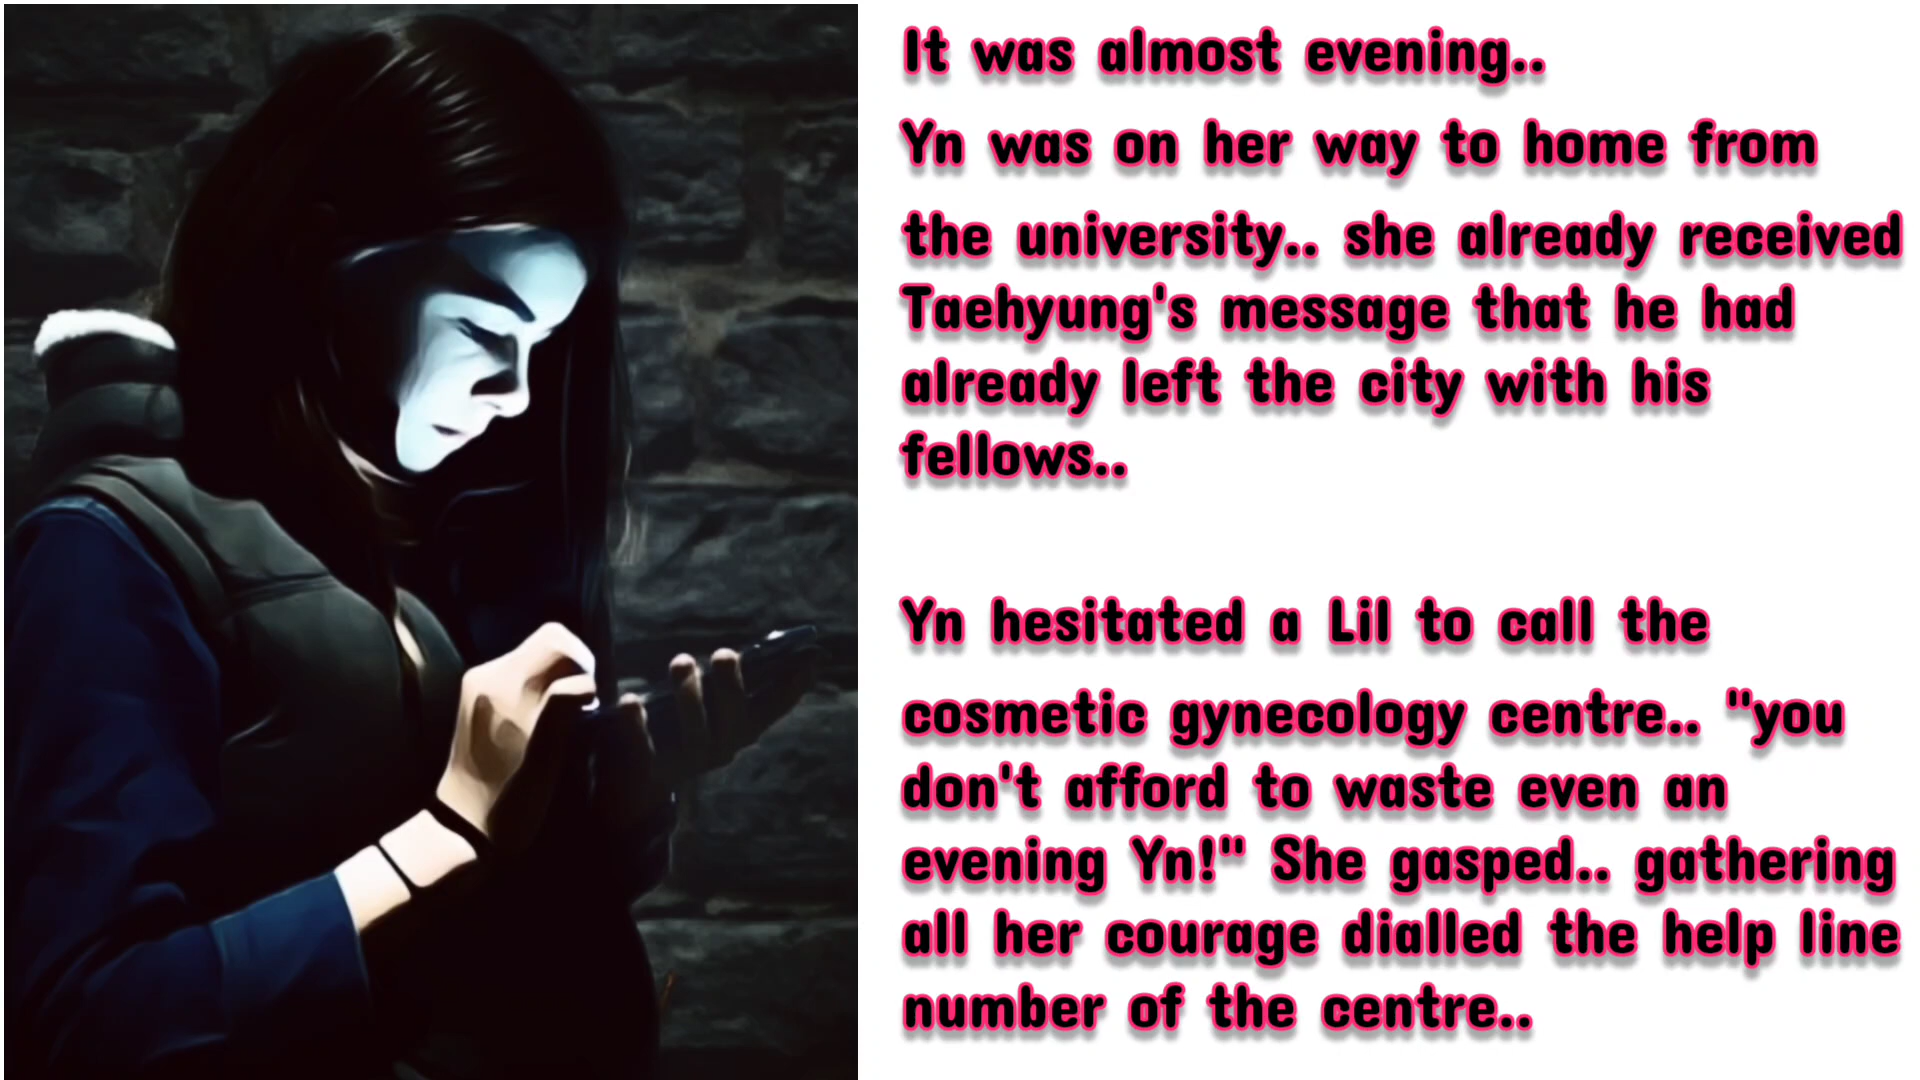 It was almost evening..
Yn was on her way to home from
the university.. she already received
Taehyung's message that he had
already left the city with his
fellows..
Yn hesitated a Lil to call the
cosmetic gynecology centre.. "you
don't afford to waste even an
evening Yn!" She gasped.. gathering
all her courage dialled the help line
number of the centre..